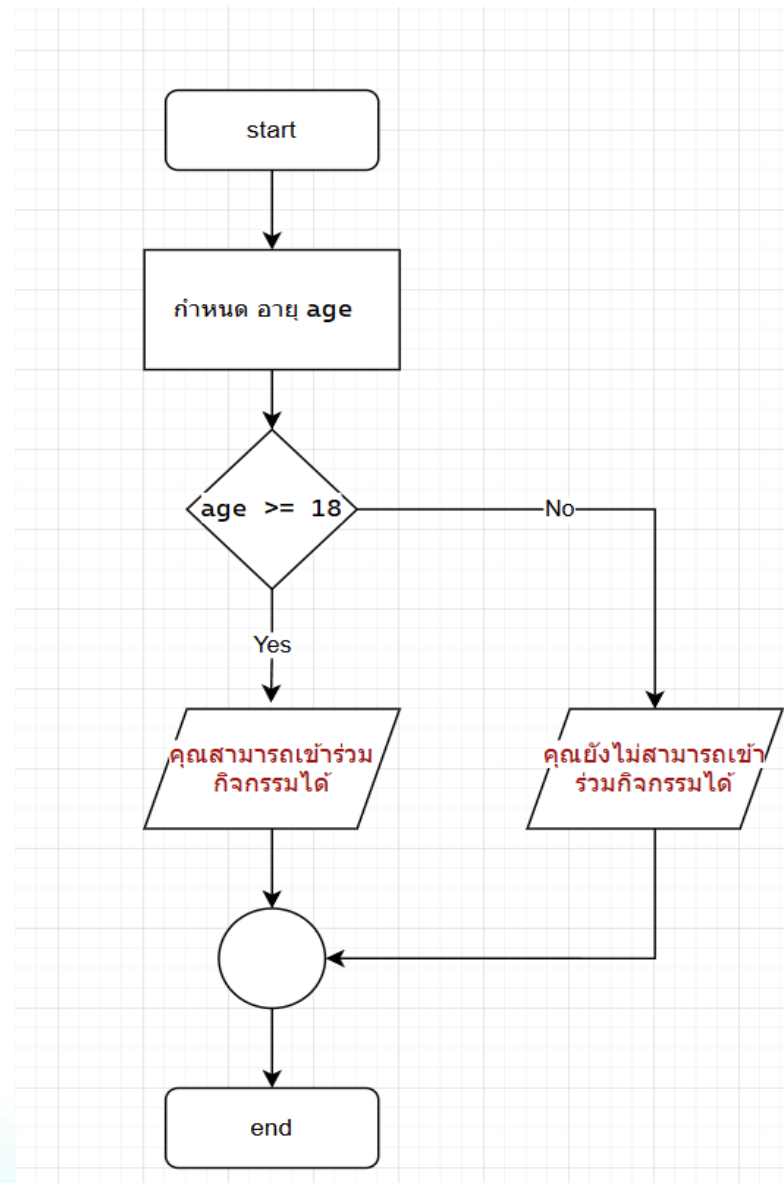 start
กำหนด อายุ age
age >= 18
No
Yes
คุณสามารถเข้าร่วม
กิจกรรมได้
คุณยังไม่สามารถเข้า
ร่วมกิจกรรมได้
end